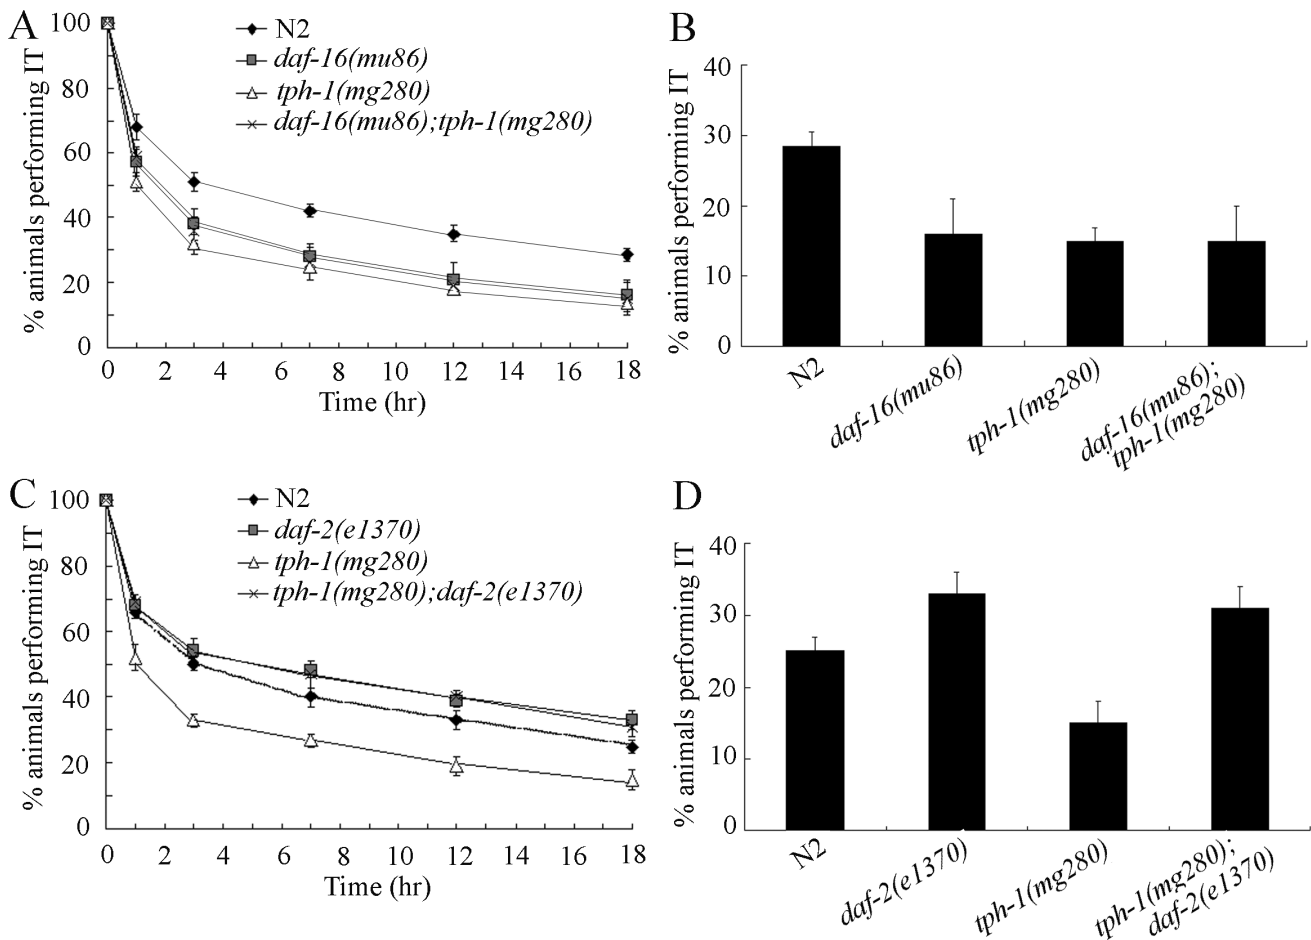 A
% animals performing IT
100
80
60
40
20
0
N2
daf-16(mu86)
tph-1(mg280)
daf-16(mu86);tph-1(mg280)
0 2 4 6 8 10 12 14 16 18
Time (hr)
B
% animals performing IT
40
30
20
10
0
N2
daf-16(mu86)
tph-1(mg280)
daf-16(mu86);
tph-1(mg280)
C
% animals performing IT
100
80
60
40
20
0
N2
daf-2(e1370)
tph-1(mg280)
tph-1(mg280);daf-2(e1370)
0 2 4 6 8 10 12 14 16 18
Time (hr)
D
% animals performing IT
40
30
20
10
0
N2
daf-2(e1370)
tph-1(mg280)
tph-1(mg280);
daf-2(e1370)